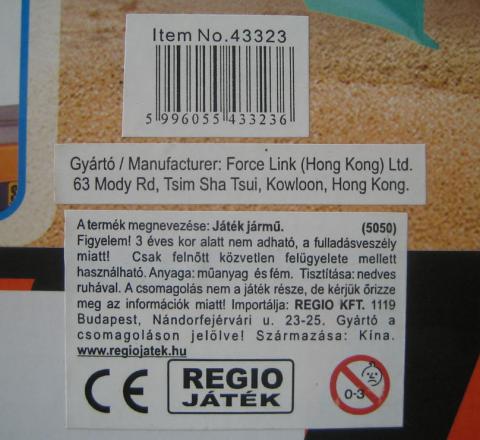 Item No.43323
5 996055 433236
Gyártó / Manufacturer: Force Link (Hong Kong) Ltd.
63 Mody Rd, Tsim Sha Tsui, Kowloon, Hong Kong.
A termék megnevezése: Játék jármű. (5050)
Figyelem! 3 éves kor alatt nem adható, a fulladásveszély
miatt! Csak felnőtt közvetlen felügyelete mellett
használható. Anyaga: műanyag és fém. Tisztítása: nedves
ruhával. A csomagolás nem a játék része, de kérjük őrizze
meg az információk miatt! Importálja: REGIO KFT. 1119
Budapest, Nándorfejérvári u. 23-25. Gyártó a
csomagoláson jelölve! Származása: Kína.
www.regiojatek.hu
CE
REGIO
JÁTÉK
0-3